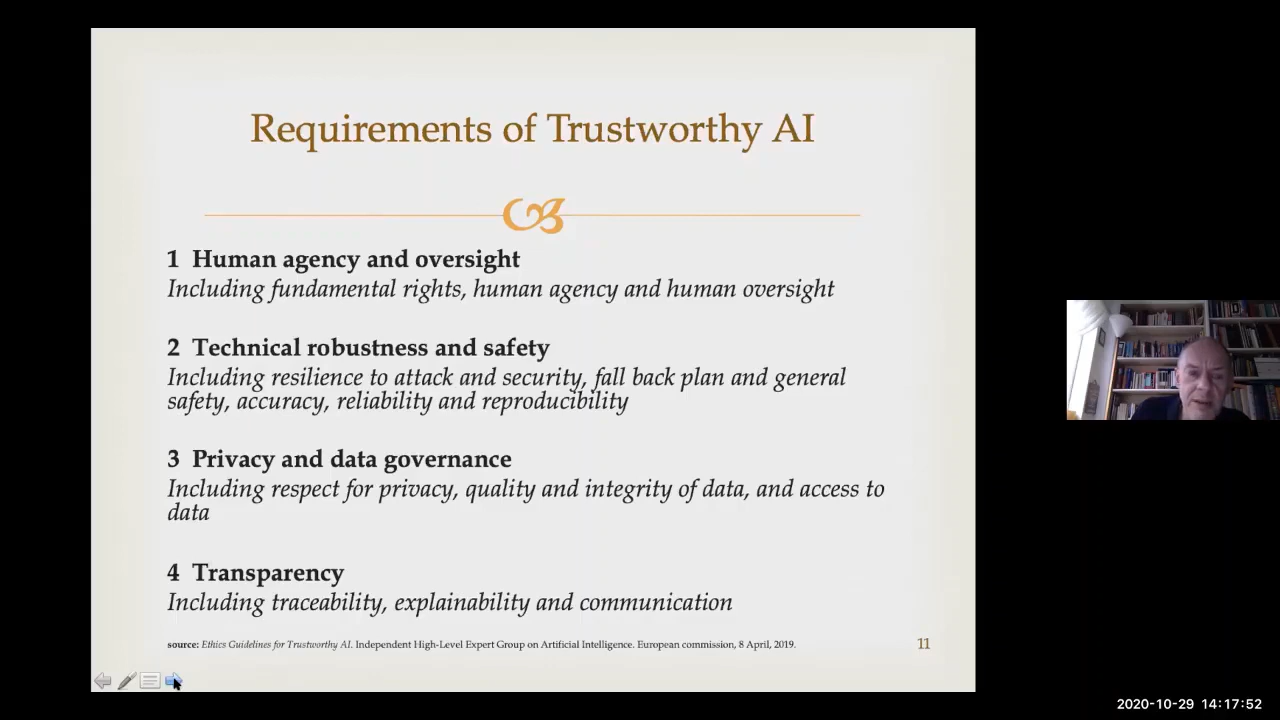 Requirements of Trustworthy AI
1 Human agency and oversight
Including fundamental rights, human agency and human oversight
2 Technical robustness and safety
Including resilience to attack and security, fall back plan and general
safety, accuracy, reliability and reproducibility
3 Privacy and data governance
Including respect for privacy, quality and integrity of data, and access to
data
4 Transparency
Including traceability, explainability and communication
source: Ethics Guidelines for Trustworthy AI. Independent High-Level Expert Group on Artificial Intelligence. European commission, 8 April, 2019.
11
2020-10-29 14:17:52